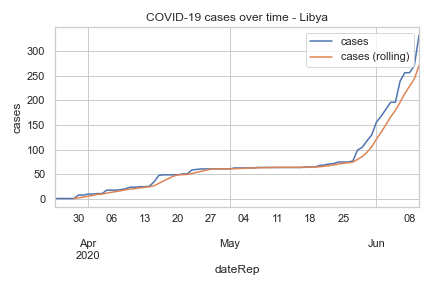 COVID-19 cases over time - Libya
cases
cases (rolling)
300
250
200
150
100
50
0
cases
30 06 13 20 27 04 11 18 25 08
Apr May Jun
2020
dateRep